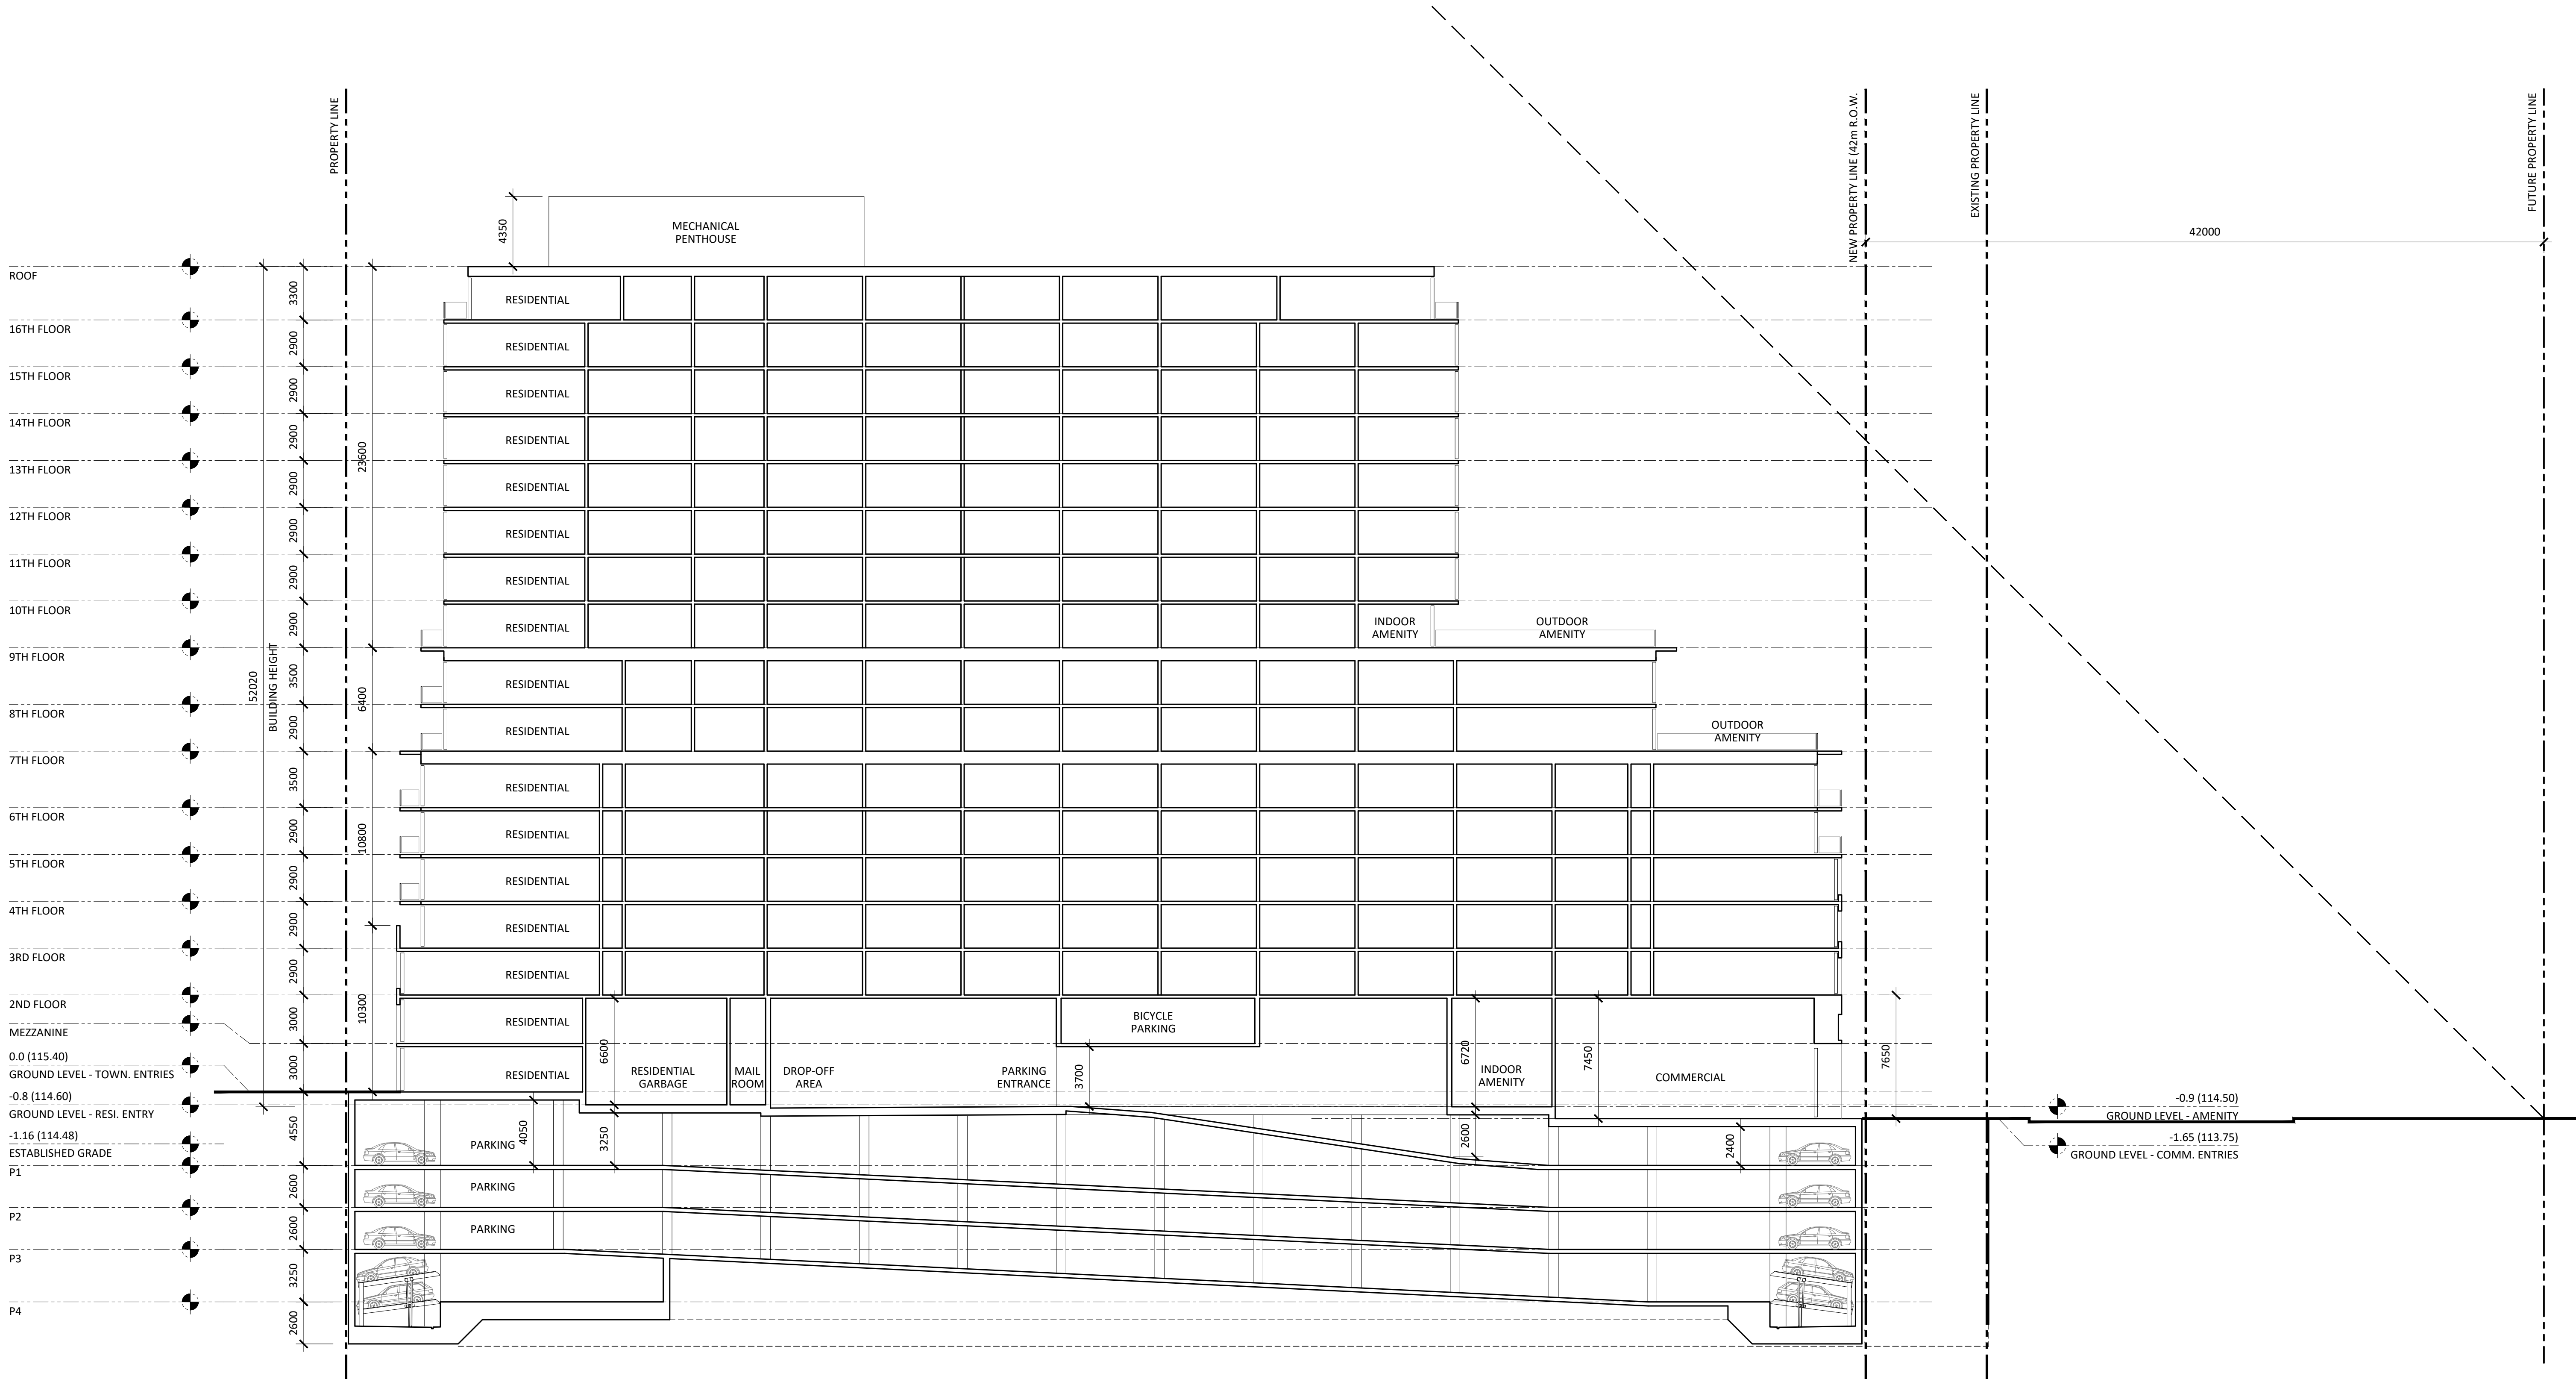 PROPERTY LINE
NEW PROPERTY LINE (42m R.O.W.
EXISTING PROPERTY LINE
FUTURE PROPERTY LINE
42000
4350
MECHANICAL
PENTHOUSE
ROOF
3300
RESIDENTIAL
16TH FLOOR
2900
RESIDENTIAL
15TH FLOOR
2900
RESIDENTIAL
14TH FLOOR
2900
RESIDENTIAL
13TH FLOOR
23600
2900
RESIDENTIAL
12TH FLOOR
2900
RESIDENTIAL
11TH FLOOR
2900
RESIDENTIAL
10TH FLOOR
2900
RESIDENTIAL
INDOOR
AMENITY
OUTDOOR
AMENITY
9TH FLOOR
52020
BUILDING HEIGHT
3500
6400
RESIDENTIAL
8TH FLOOR
2900
RESIDENTIAL
OUTDOOR
AMENITY
7TH FLOOR
3500
RESIDENTIAL
6TH FLOOR
2900
10800
RESIDENTIAL
5TH FLOOR
2900
RESIDENTIAL
4TH FLOOR
2900
RESIDENTIAL
3RD FLOOR
2900
RESIDENTIAL
2ND FLOOR
3000
10300
RESIDENTIAL
BICYCLE
PARKING
MEZZANINE
6600
6720
7450
7650
0.0 (115.40)
GROUND LEVEL - TOWN. ENTRIES
3000
RESIDENTIAL
RESIDENTIAL
GARBAGE
MAIL
ROOM
DROP-OFF
AREA
PARKING
ENTRANCE
3700
INDOOR
AMENITY
COMMERCIAL
-0.8 (114.60)
GROUND LEVEL - RESI. ENTRY
-0.9 (114.50)
GROUND LEVEL - AMENITY
-1.16 (114.48)
ESTABLISHED GRADE
4550
PARKING
4050
3250
2600
2400
-1.65 (113.75)
GROUND LEVEL - COMM. ENTRIES
P1
2600
PARKING
P2
2600
PARKING
P3
3250
P4
2600